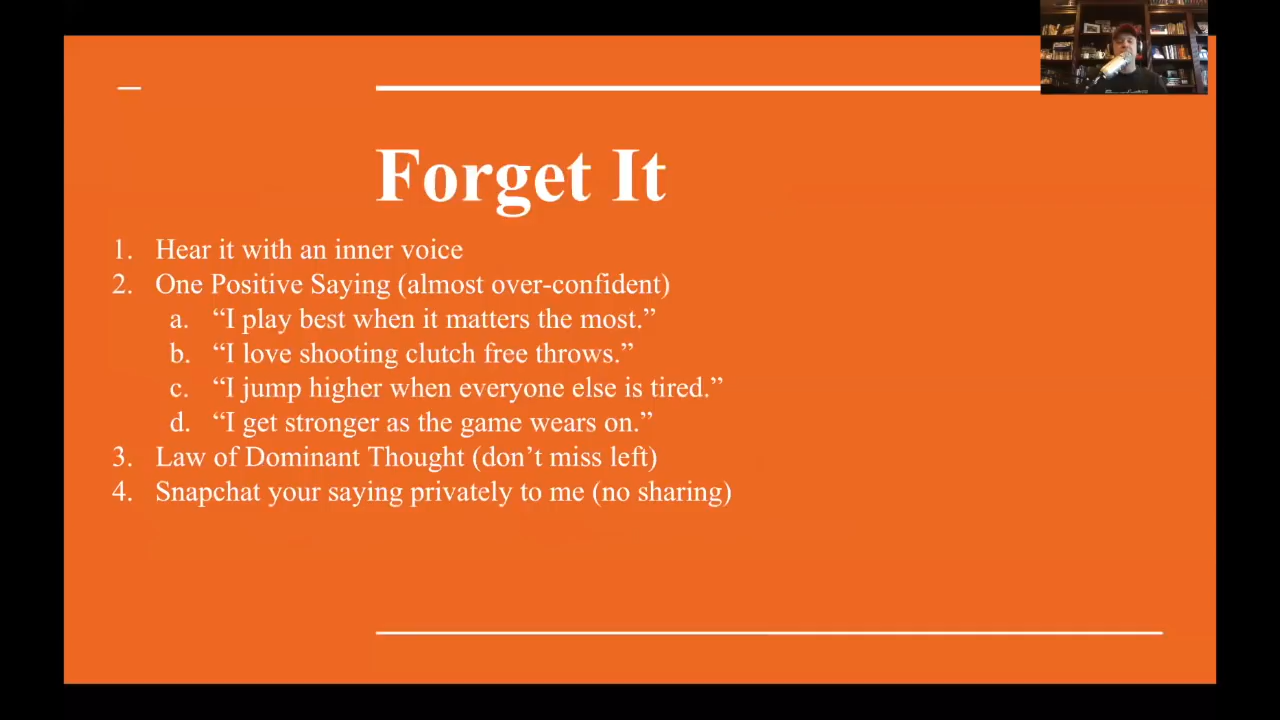 Forget It
1. Hear it with an inner voice
2. One Positive Saying (almost over-confident)
a. “I play best when it matters the most.”
b. “I love shooting clutch free throws.”
c. “I jump higher when everyone else is tired.”
d. “I get stronger as the game wears on.”
3. Law of Dominant Thought (don’t miss left)
4. Snapchat your saying privately to me (no sharing)